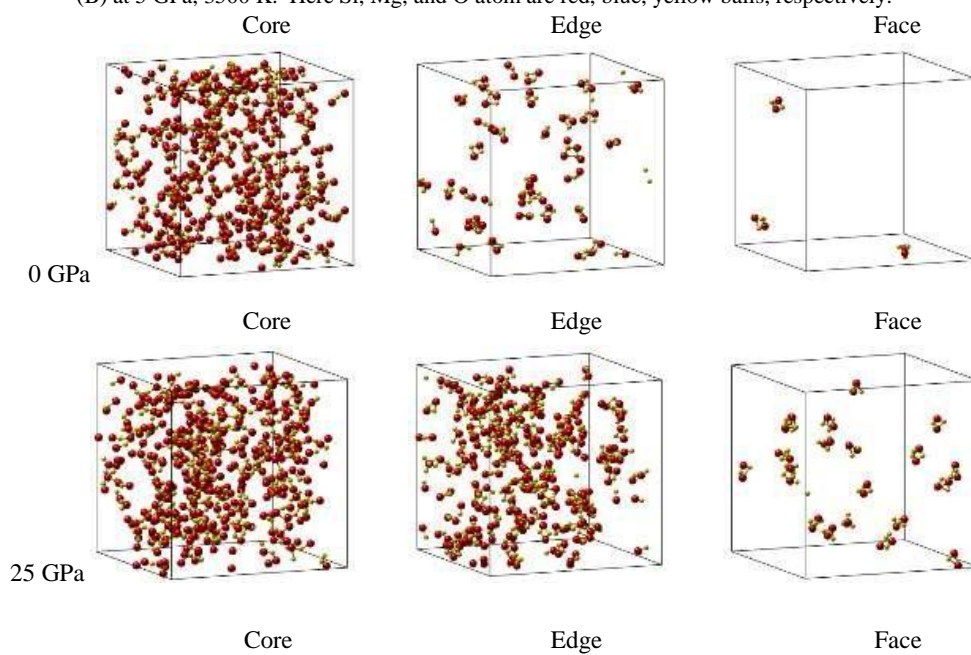 (B) at 5 GPa, 3500 K. Here Si, Mg, and O atom are red, blue, yellow balls, respectively.
Core Edge Face
0 GPa
Core Edge Face
25 GPa
Core Edge Face